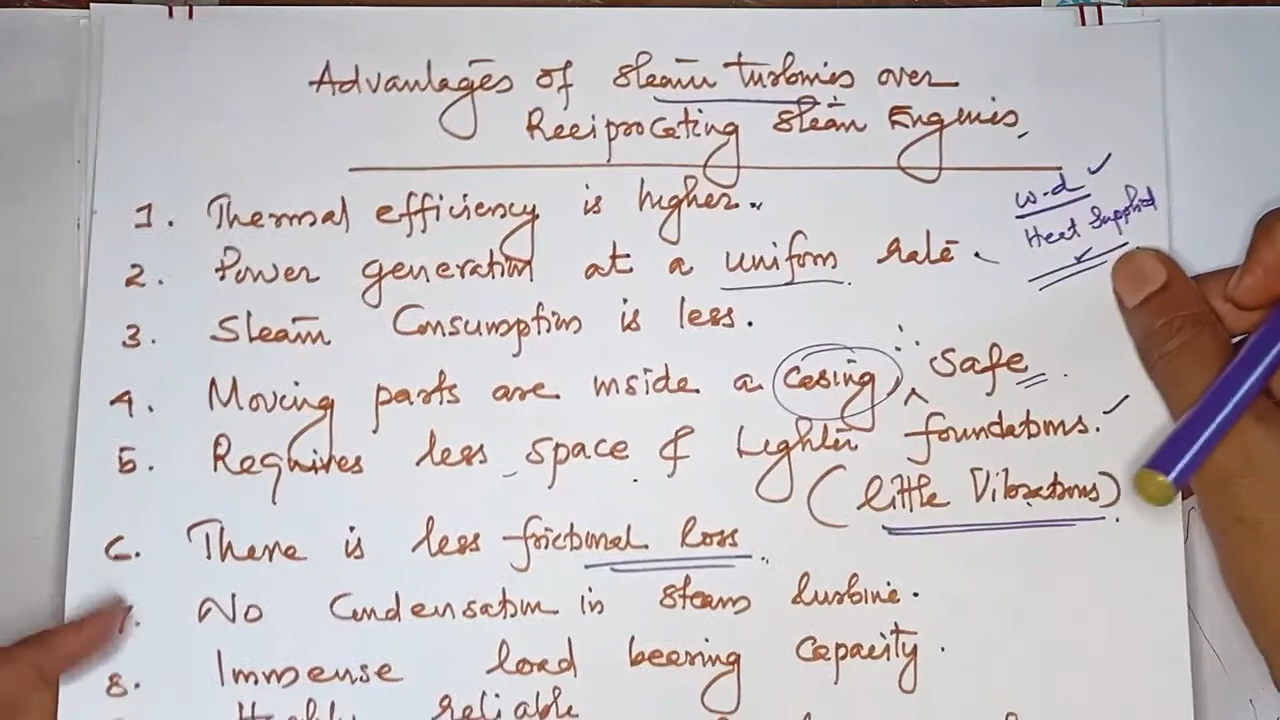 Advantages of Steam turbines over
Reciprocating Steam Engines
1. Thermal efficiency is higher.
w.d
Heat Supplied
2. Power generation at a uniform rate.
3. Steam Consumption is less.
4. Moving parts are inside a casing, ∴ safe.
5. Requires less space & Lighter foundations.
(little Vibrations).
6. There is less frictional loss.
7. No Condensation in steam turbine.
8. Immense load bearing capacity.
Highly reliable